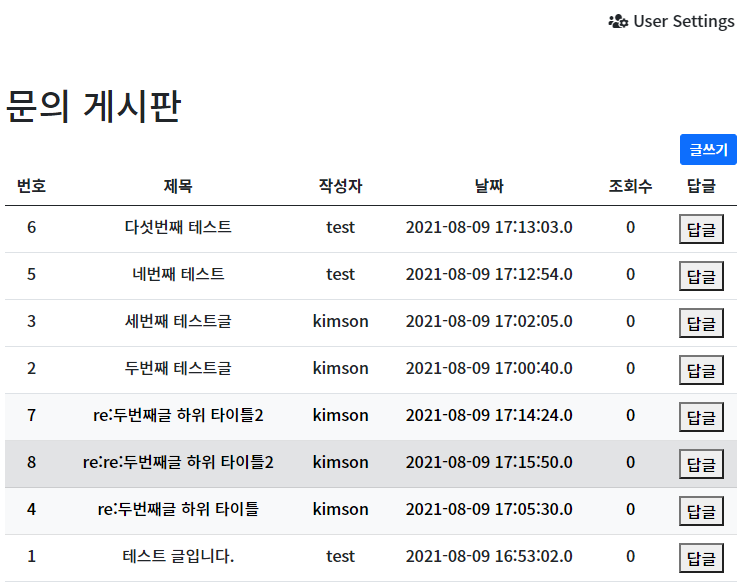 User Settings
문의 게시판
글쓰기
번호 제목 작성자 날짜 조회수 답글
6 다섯번째 테스트 test 2021-08-09 17:13:03.0 0 답글
5 네번째 테스트 test 2021-08-09 17:12:54.0 0 답글
3 세번째 테스트글 kimson 2021-08-09 17:02:05.0 0 답글
2 두번째 테스트글 kimson 2021-08-09 17:00:40.0 0 답글
7 re:두번째글 하위 타이틀2 kimson 2021-08-09 17:14:24.0 0 답글
8 re:re:두번째글 하위 타이틀2 kimson 2021-08-09 17:15:50.0 0 답글
4 re:두번째글 하위 타이틀 kimson 2021-08-09 17:05:30.0 0 답글
1 테스트 글입니다. test 2021-08-09 16:53:02.0 0 답글